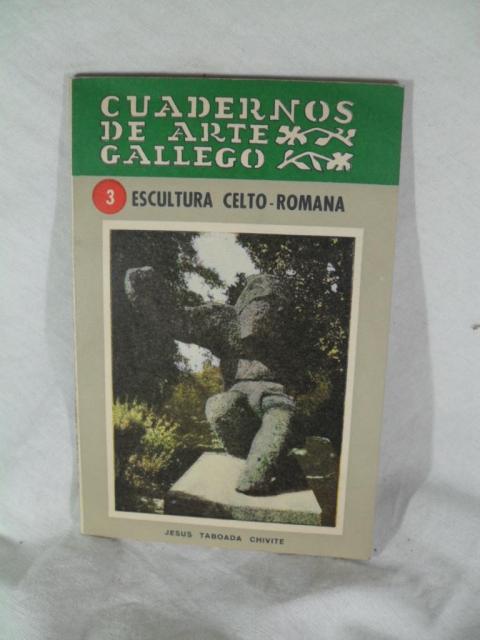 CUADERNOS
DE ARTE
GALLEGO
3 ESCULTURA CELTO-ROMANA
JESUS TABOADA CHIVITE